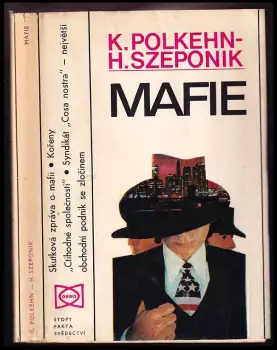 MAFIE
K. POLKEHN — H. SZEPONIK
Skutková zpráva o mafii • Kořeny
„Ctihodné společnosti“ • Syndikát „Cosa nostra“ — největší
obchodní podnik se zločinem
ORBIS
STOPY
FAKTA
SVĚDECTVÍ
K. POLKEHN-
H. SZEPONIK
MAFIE